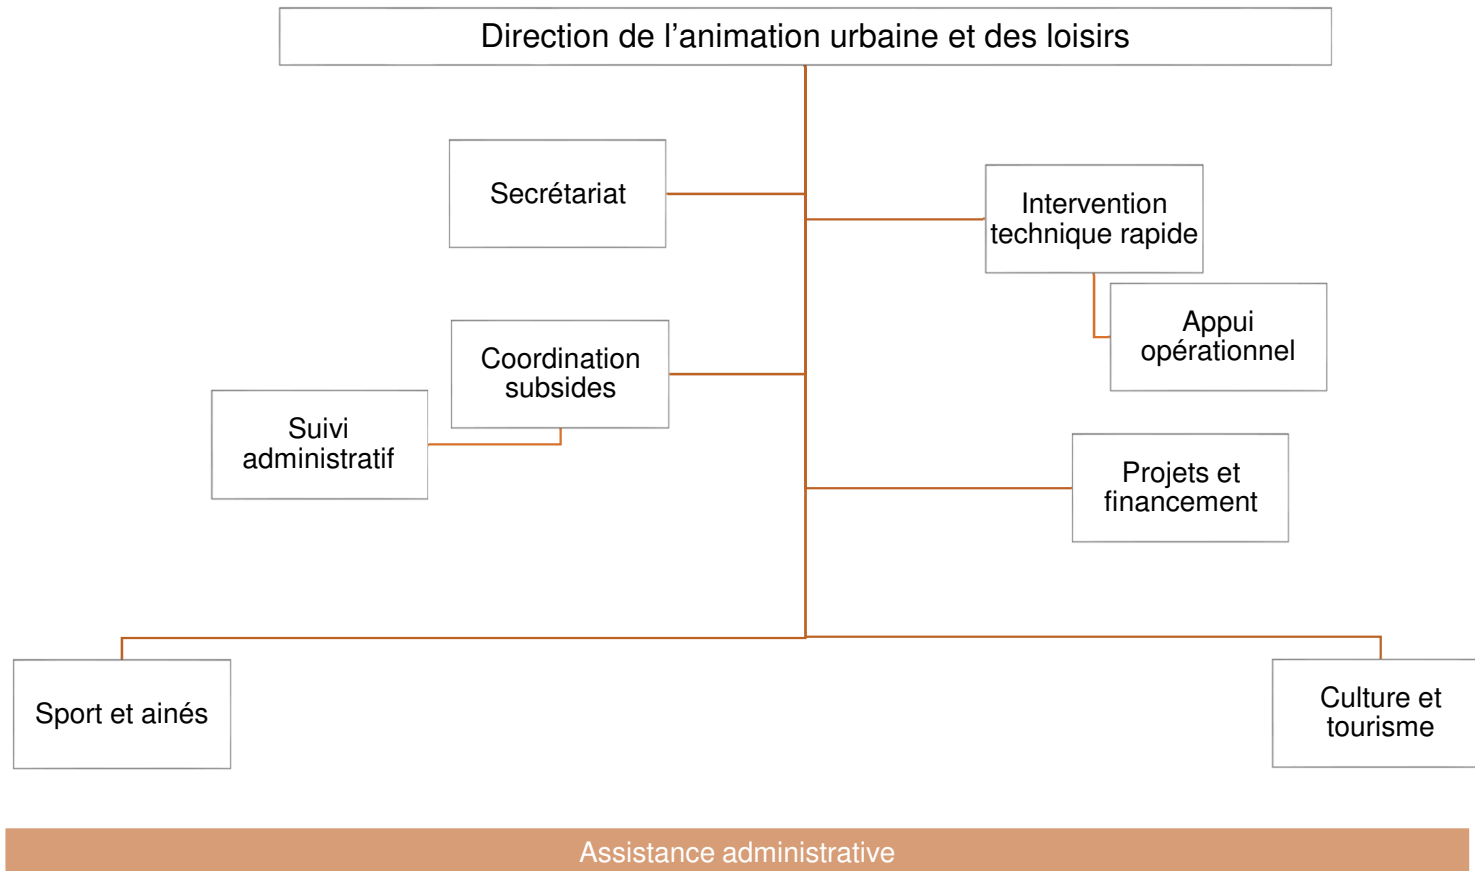 Direction de l’animation urbaine et des loisirs
Secrétariat
Intervention
technique rapide
Appui
opérationnel
Coordination
subsides
Suivi
administratif
Projets et
financement
Sport et ainés
Culture et
tourisme
Assistance administrative